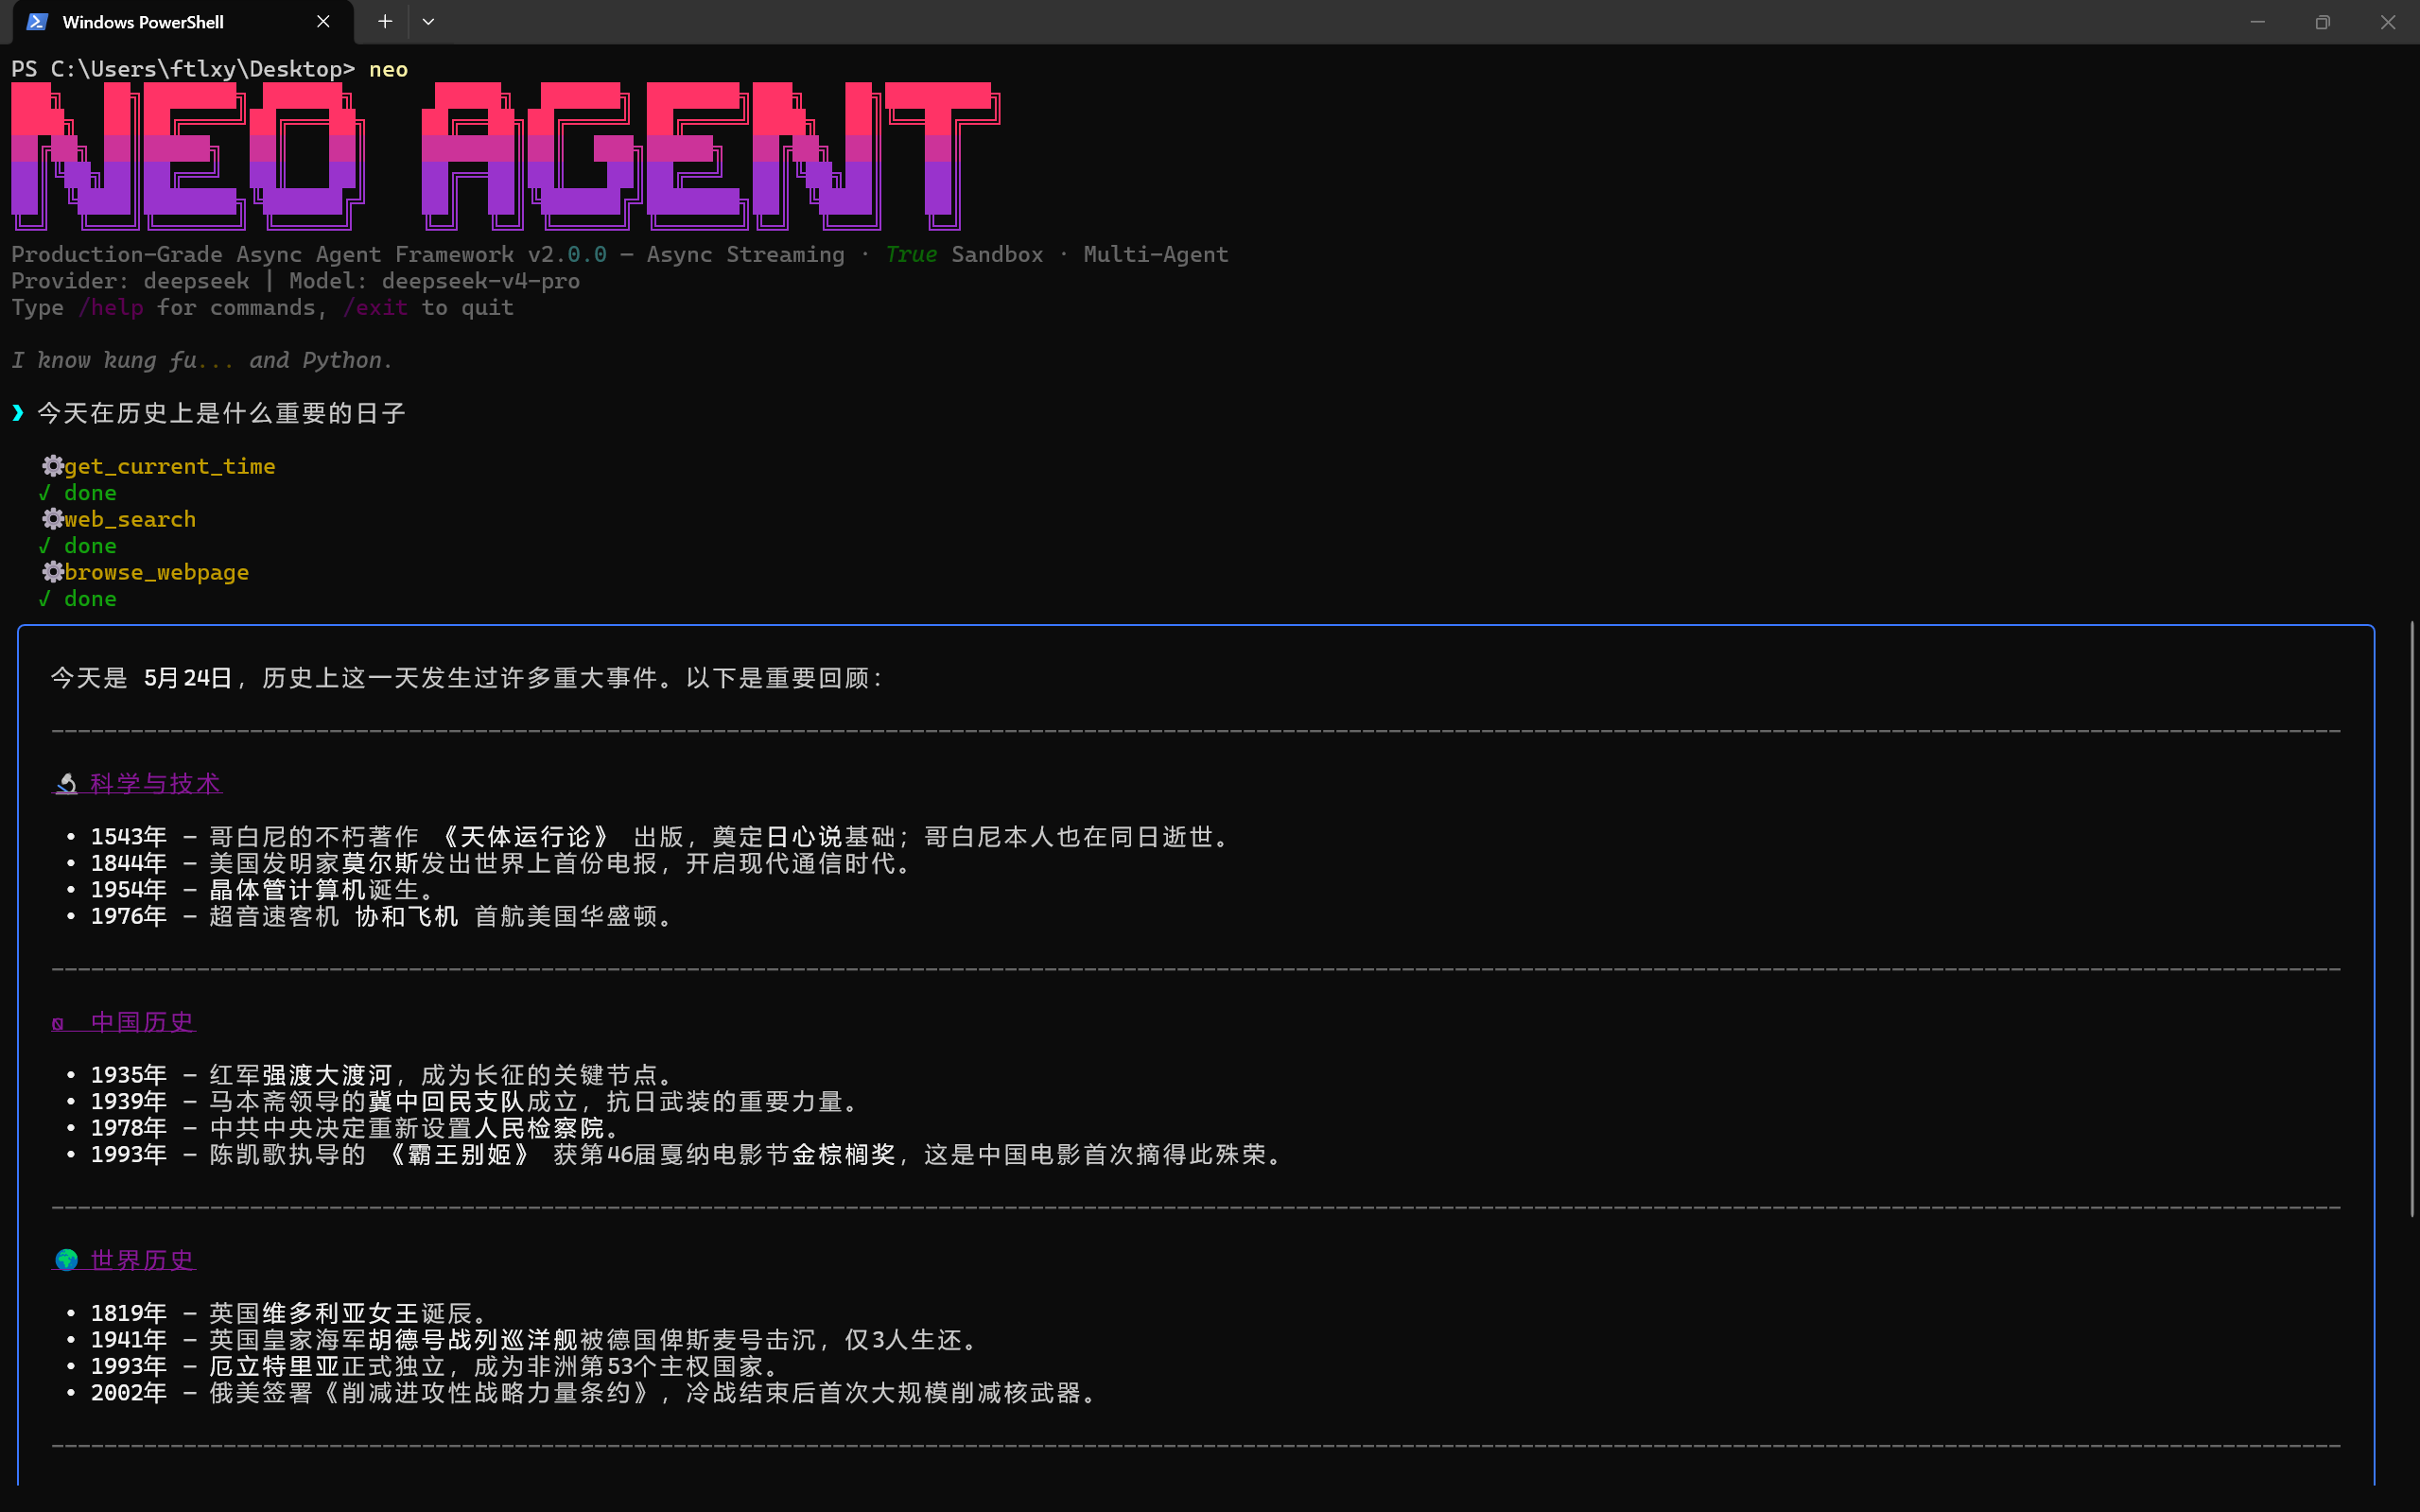 Windows PowerShell
PS C:\Users\ftlxy\Desktop> neo
NEO AGENT
Production-Grade Async Agent Framework v2.0.0 — Async Streaming · True Sandbox · Multi-Agent
Provider: deepseek | Model: deepseek-v4-pro
Type /help for commands, /exit to quit
I know kung fu... and Python.
❯ 今天在历史上是什么重要的日子
⚙get_current_time
✓ done
⚙web_search
✓ done
⚙browse_webpage
✓ done
今天是 5月24日，历史上这一天发生过许多重大事件。以下是重要回顾：
🔬 科学与技术
• 1543年 — 哥白尼的不朽著作 《天体运行论》 出版，奠定日心说基础；哥白尼本人也在同日逝世。
• 1844年 — 美国发明家莫尔斯发出世界上首份电报，开启现代通信时代。
• 1954年 — 晶体管计算机诞生。
• 1976年 — 超音速客机 协和飞机 首航美国华盛顿。
中国历史
• 1935年 — 红军强渡大渡河，成为长征的关键节点。
• 1939年 — 马本斋领导的冀中回民支队成立，抗日武装的重要力量。
• 1978年 — 中共中央决定重新设置人民检察院。
• 1993年 — 陈凯歌执导的 《霸王别姬》 获第46届戛纳电影节金棕榈奖，这是中国电影首次摘得此殊荣。
🌍 世界历史
• 1819年 — 英国维多利亚女王诞辰。
• 1941年 — 英国皇家海军胡德号战列巡洋舰被德国俾斯麦号击沉，仅3人生还。
• 1993年 — 厄立特里亚正式独立，成为非洲第53个主权国家。
• 2002年 — 俄美签署《削减进攻性战略力量条约》，冷战结束后首次大规模削减核武器。